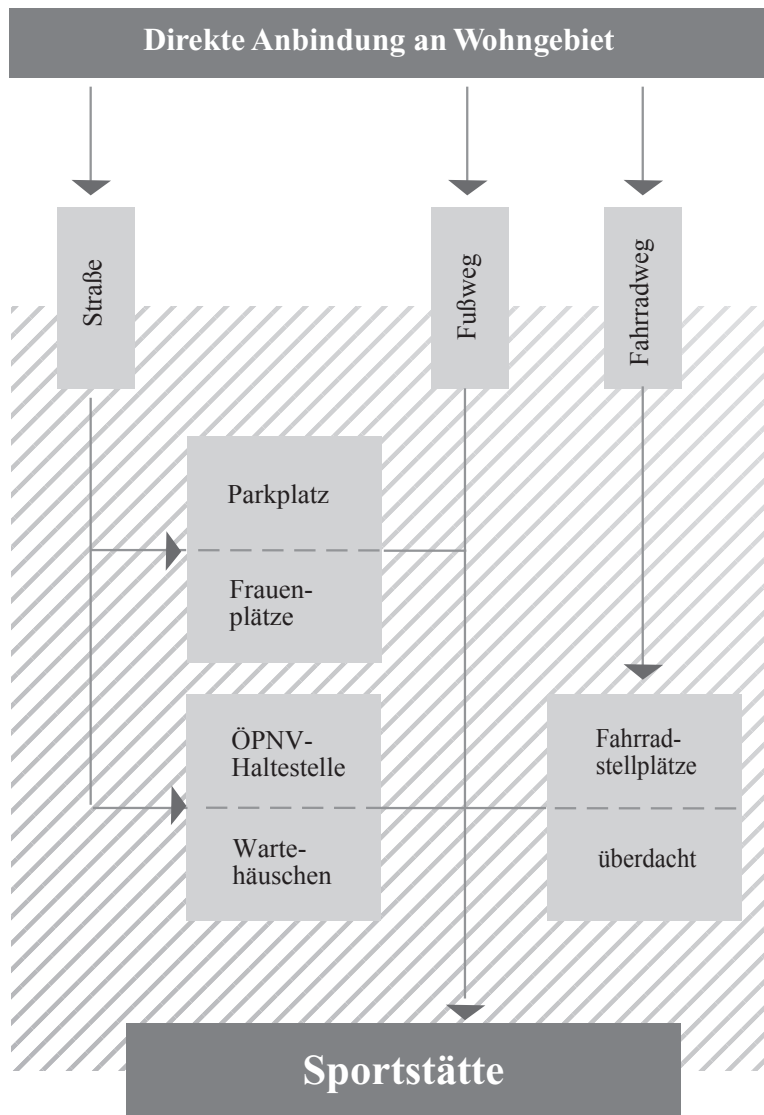 Direkte Anbindung an Wohngebiet
Straße
Fußweg
Fahrradweg
Parkplatz
Frauen-
plätze
ÖPNV-
Haltestelle
Warte-
häuschen
Fahrrad-
stellplätze
überdacht
Sportstätte